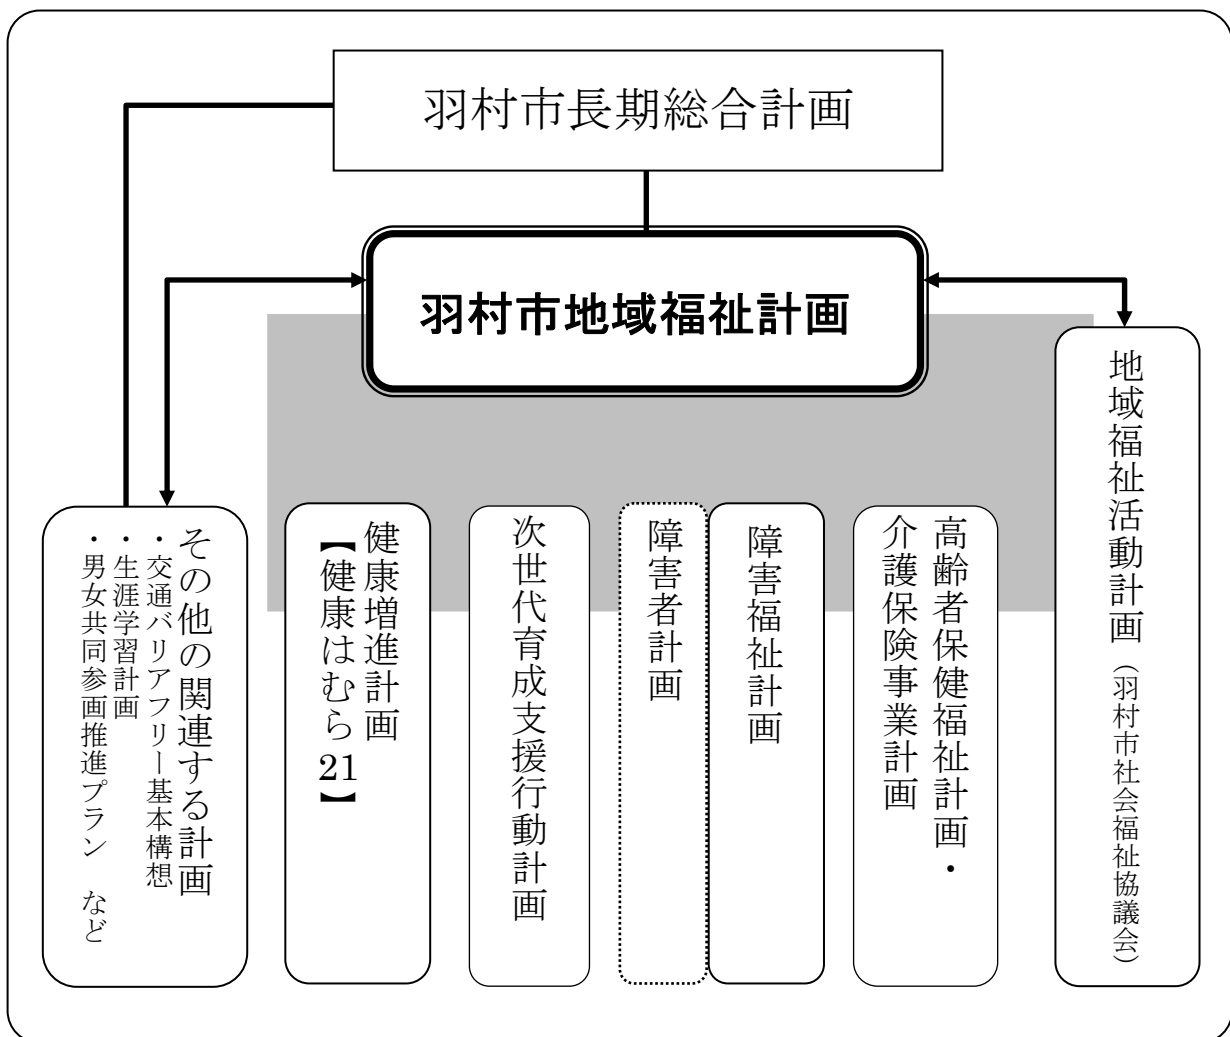 羽村市長期総合計画
羽村市地域福祉計画
地域福祉活動計画(羽村市社会福祉協議会)
高齢者保健福祉計画・
介護保険事業計画
障害福祉計画
障害者計画
次世代育成支援行動計画
健康増進計画
【健康はむら21】
その他の関連する計画
・交通バリアフリー基本構想
・生涯学習計画
・男女共同参画推進プラン など